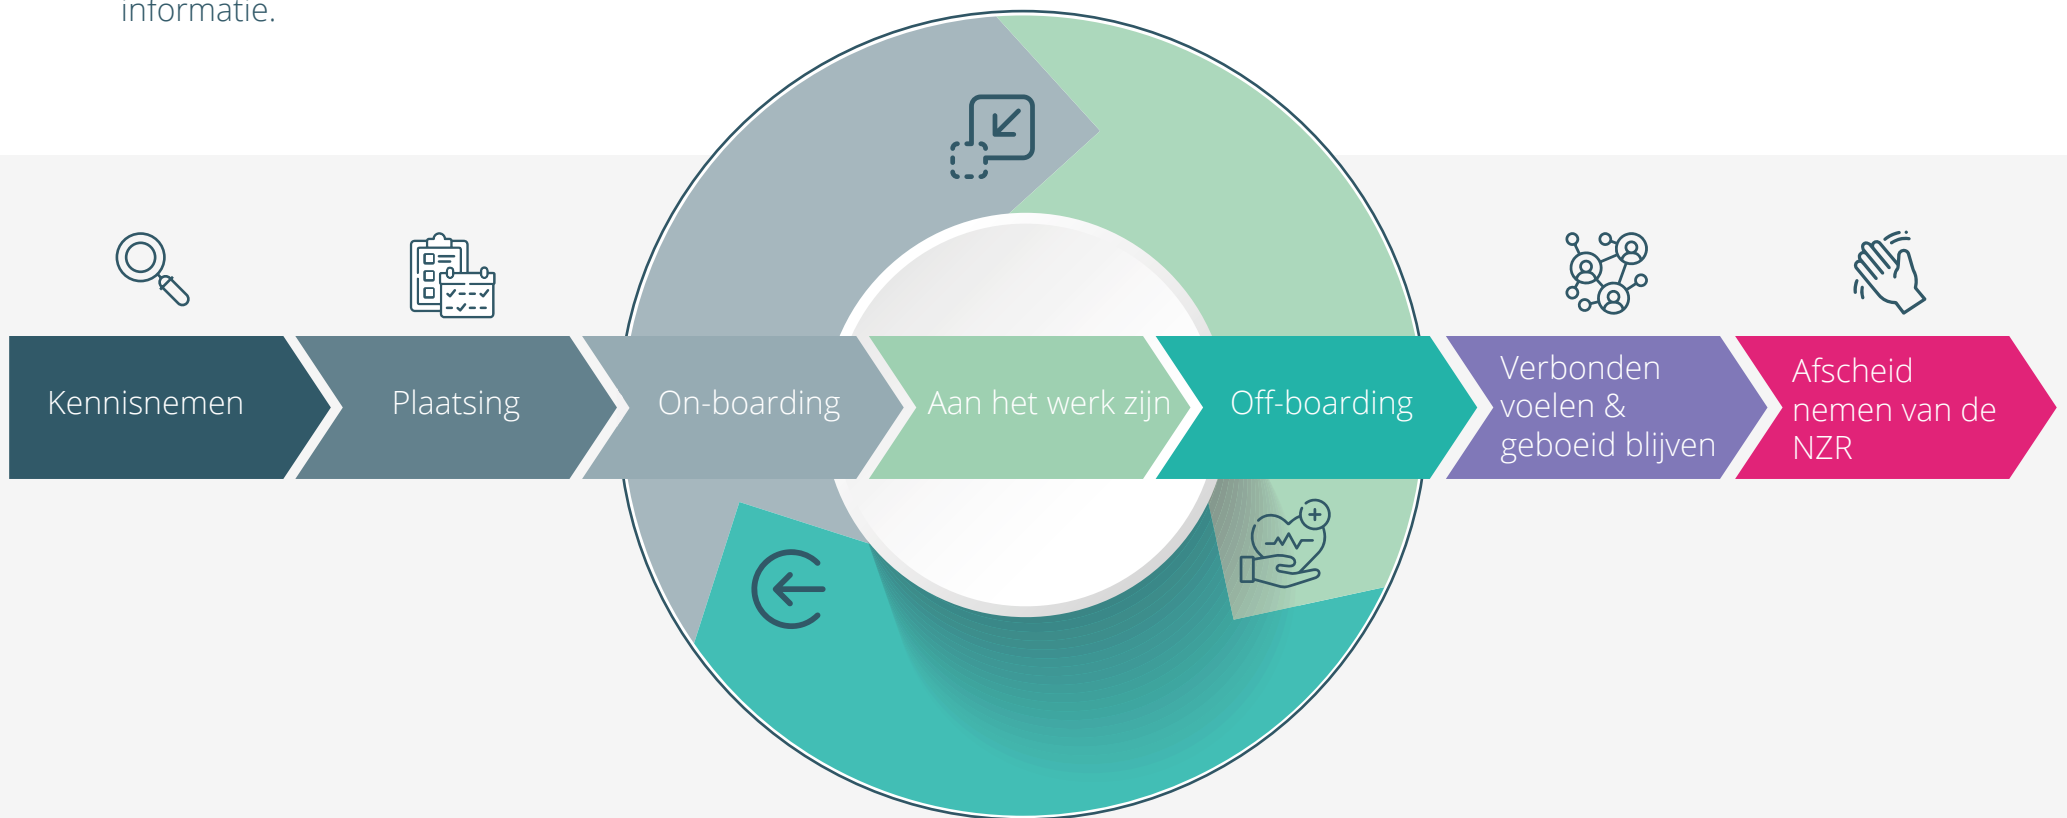 informatie.
Kennisnemen
Plaatsing
On-boarding
Aan het werk zijn
Off-boarding
Verbonden
voelen &
geboeid blijven
Afscheid
nemen van de
NZR